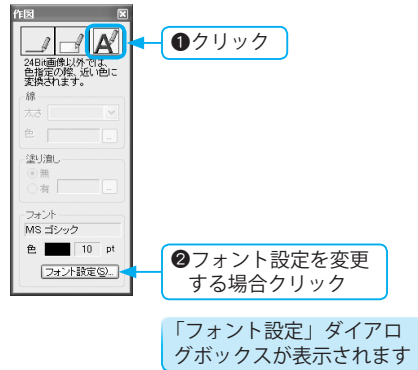 作図
A
❶クリック
24Bit画像以外では、
色指定の際、近い色に
変換されます。
線
太さ
色
...
塗り潰し
無
有
...
フォント
MS ゴシック
色 10 pt
フォント設定(S)...
❷フォント設定を変更
する場合クリック
「フォント設定」ダイアロ
グボックスが表示されます